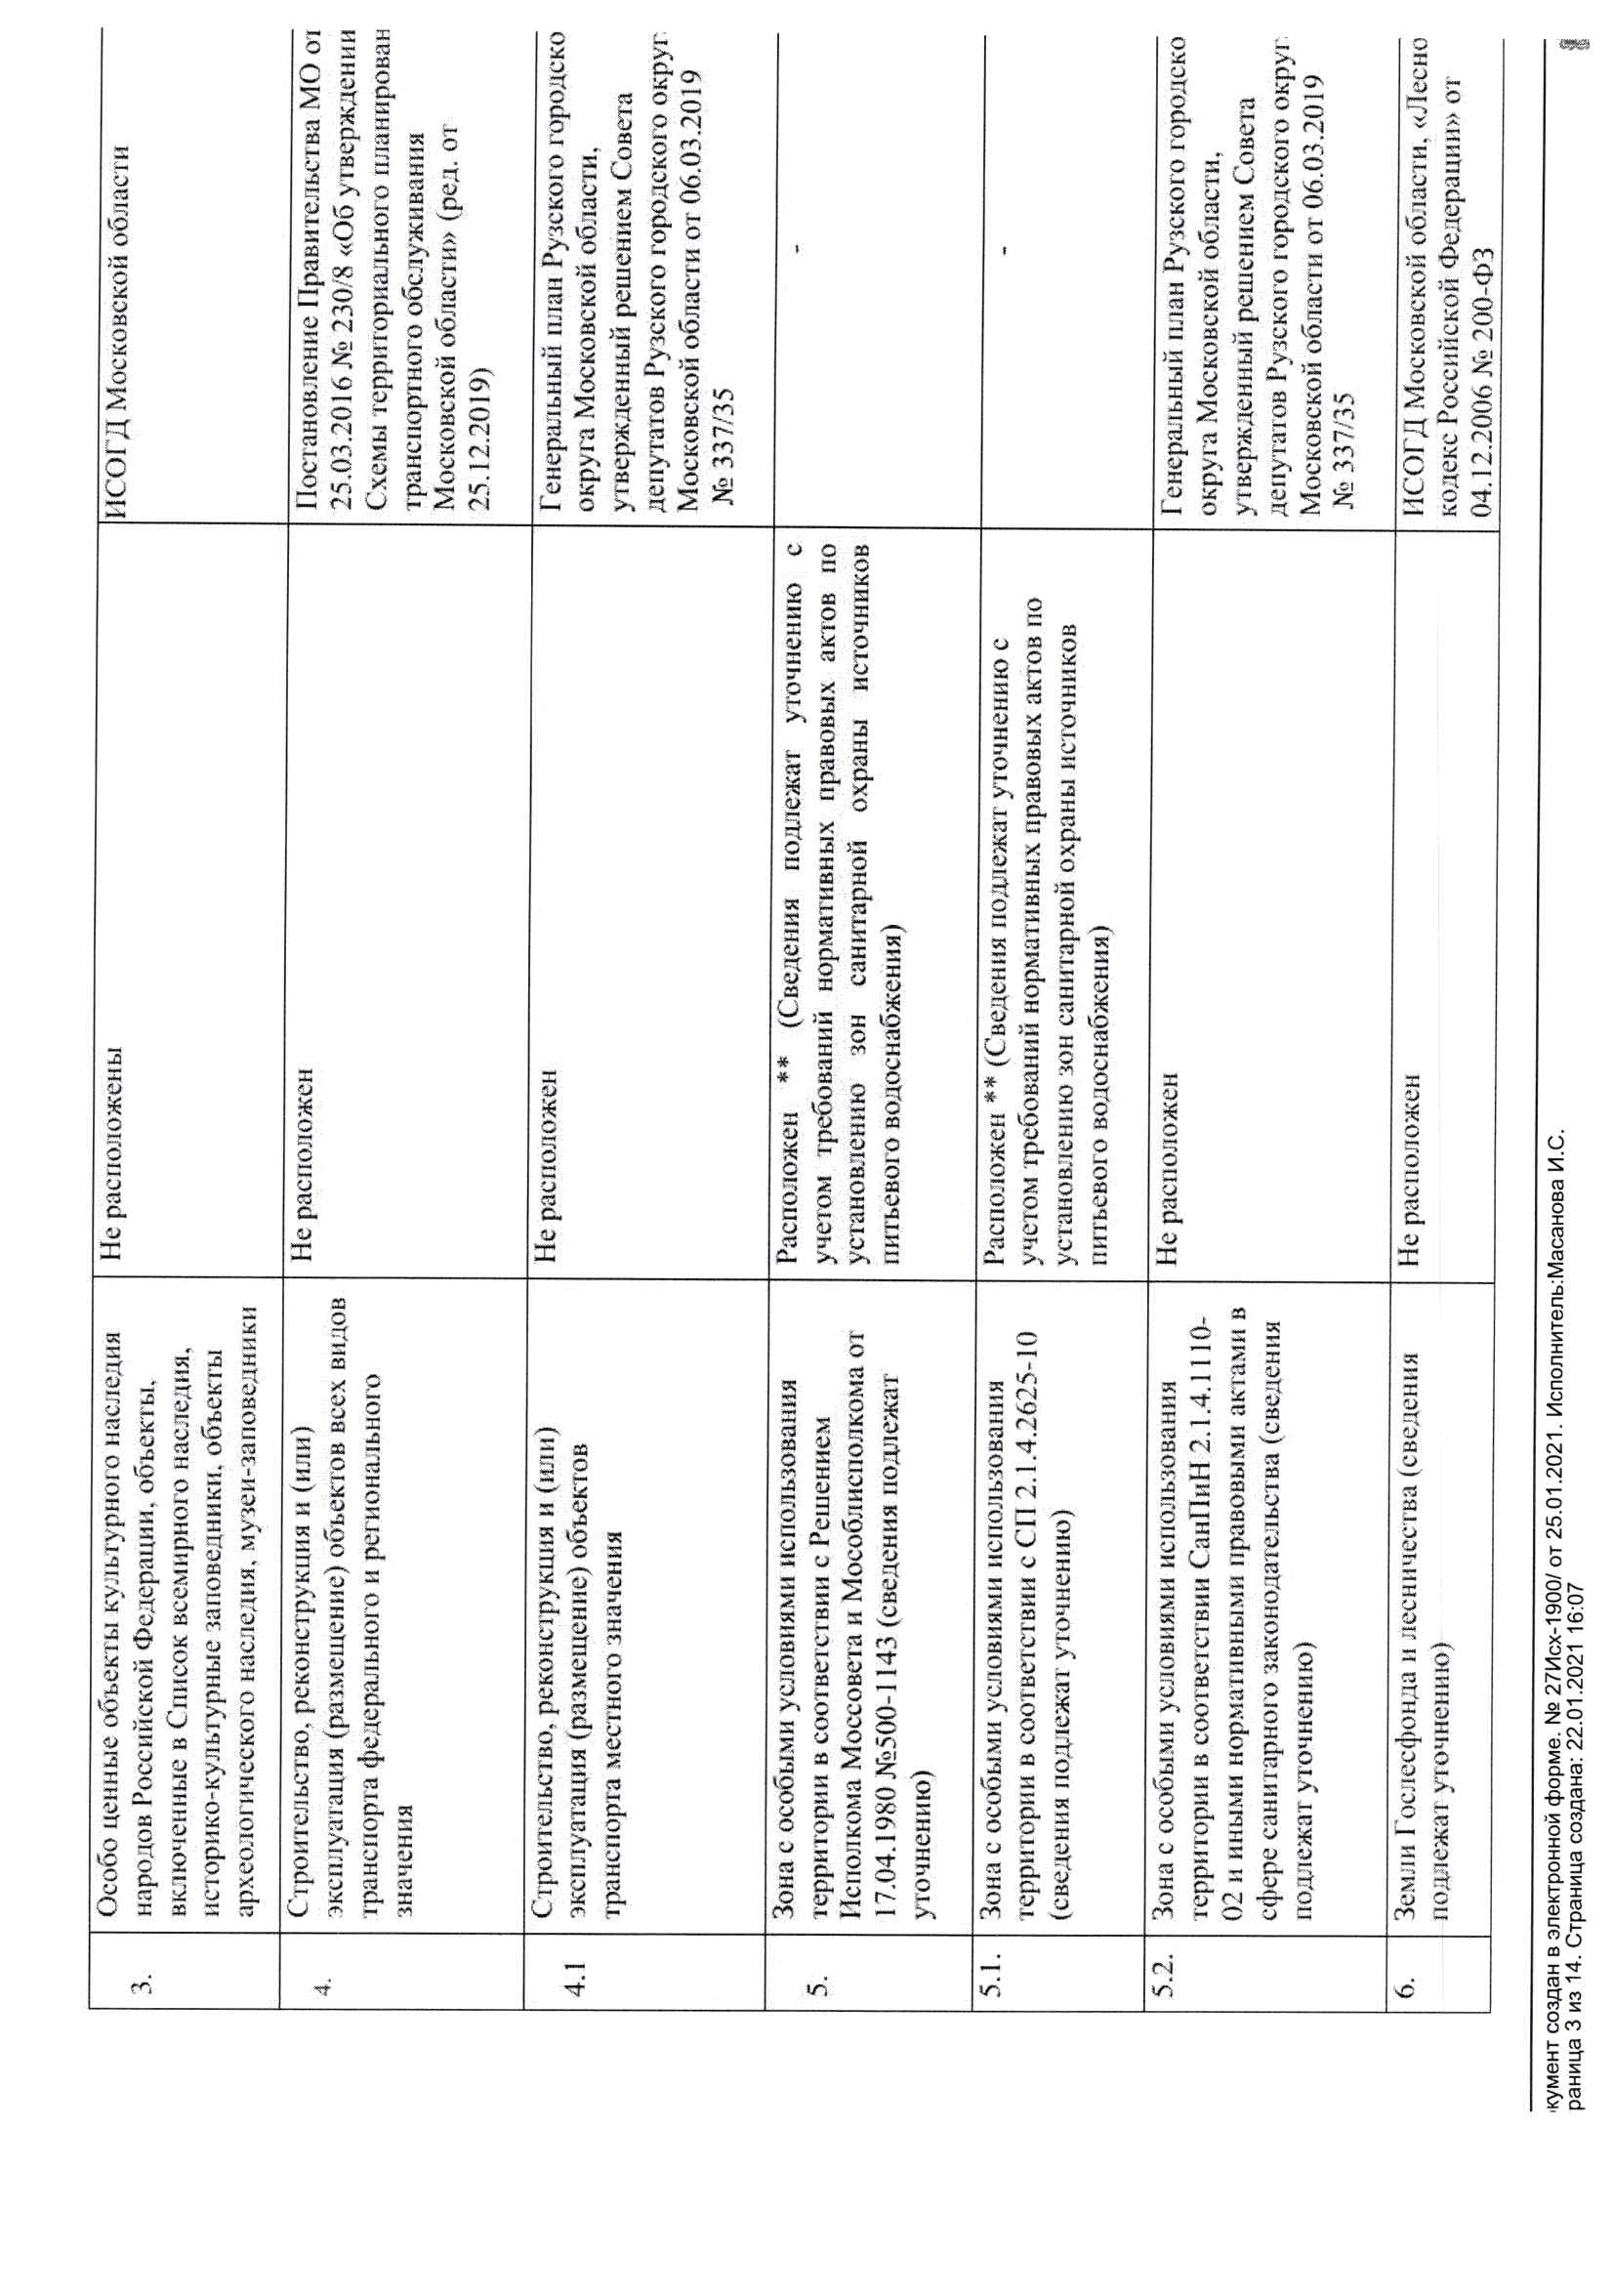 3.
Особо ценные объекты культурного наследия
народов Российской Федерации, объекты,
включенные в Список всемирного наследия,
историко-культурные заповедники, объекты
археологического наследия, музеи-заповедники
Не расположены
ИСОГД Московской области
4.
Строительство, реконструкция и (или)
эксплуатация (размещение) объектов всех видов
транспорта федерального и регионального
значения
Не расположен
Постановление Правительства МО от
25.03.2016 № 230/8 «Об утверждении
Схемы территориального планирован
транспортного обслуживания
Московской области» (ред. от
25.12.2019)
4.1
Строительство, реконструкция и (или)
эксплуатация (размещение) объектов
транспорта местного значения
Не расположен
Генеральный план Рузского городско
округа Московской области,
утвержденный решением Совета
депутатов Рузского городского округ
Московской области от 06.03.2019
№ 337/35
5.
Зона с особыми условиями использования
территории в соответствии с Решением
Исполкома Моссовета и Мособлисполкома от
17.04.1980 №500-1143 (сведения подлежат
уточнению)
Расположен ** (Сведения подлежат уточнению с
учетом требований нормативных правовых актов по
установлению зон санитарной охраны источников
питьевого водоснабжения)
-
5.1.
Зона с особыми условиями использования
территории в соответствии с СП 2.1.4.2625-10
(сведения подлежат уточнению)
Расположен ** (Сведения подлежат уточнению с
учетом требований нормативных правовых актов по
установлению зон санитарной охраны источников
питьевого водоснабжения)
-
5.2.
Зона с особыми условиями использования
территории в соответствии СанПиН 2.1.4.1110-
02 и иными нормативными правовыми актами в
сфере санитарного законодательства (сведения
подлежат уточнению)
Не расположен
Генеральный план Рузского городско
округа Московской области,
утвержденный решением Совета
депутатов Рузского городского округ
Московской области от 06.03.2019
№ 337/35
6.
Земли Гослесфонда и лесничества (сведения
подлежат уточнению)
Не расположен
ИСОГД Московской области, «Лесно
кодекс Российской Федерации» от
04.12.2006 № 200-ФЗ
кумент создан в электронной форме. № 27Исх-1900/ от 25.01.2021. Исполнитель:Масанова И.С.
раница 3 из 14. Страница создана: 22.01.2021 16:07